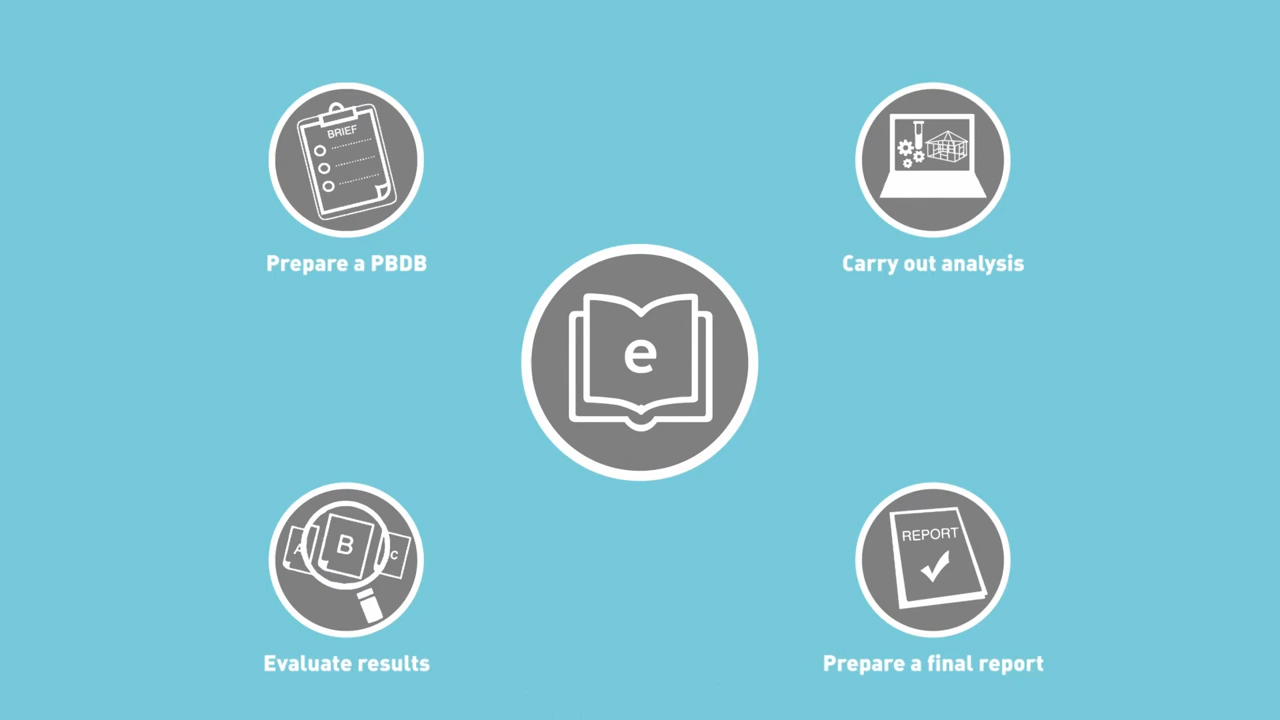 BRIEF
Prepare a PBDB
Carry out analysis
e
A
B
C
Evaluate results
REPORT
Prepare a final report